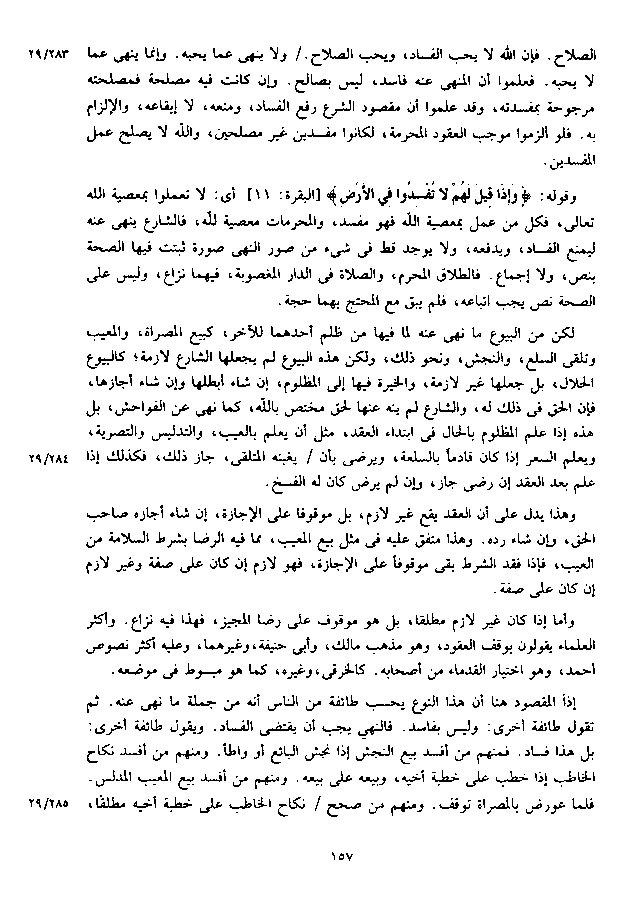 الصلاح. فإن الله لا يحب الفساد، ويحب الصلاح. / ولا ينهى عما يحبه. وإنما ينهى عما ٢٩/٢٨٣
لا يحبه. فعلموا أن المنهى عنه فاسد، ليس بصالح. وإن كانت فيه مصلحة فمصلحته
مرجوحة بمفسدته، وقد علموا أن مقصود الشرع رفع الفساد، ومنعه، لا إيقاعه، والإلزام
به. فلو ألزموا موجب العقود المحرمة، لكانوا مفسدين غير مصلحين، والله لا يصلح عمل
المفسدين.
وقوله: ﴿ وَإِذَا قِيلَ لَهُمْ لا تُفْسِدُوا فِي الأَرْضِ﴾ [البقرة: ١١] أى: لا تعملوا بمعصية الله
تعالى، فكل من عمل بمعصية الله فهو مفسد، والمحرمات معصية لله، فالشارع ينهى عنه
ليمنع الفساد، ويدفعه، ولا يوجد قط فى شىء من صور النهى صورة ثبتت فيها الصحة
بنص، ولا إجماع. فالطلاق المحرم، والصلاة فى الدار المغصوبة، فيهما نزاع، وليس على
الصحة نص يجب اتباعه، فلم يبق مع المحتج بهما حجة.
لكن من البيوع ما نهى عنه لما فيها من ظلم أحدهما للآخر، كبيع المصراة، والمعيب
وتلقى السلع، والنجش، ونحو ذلك، ولكن هذه البيوع لم يجعلها الشارع لازمة؛ كالبيوع
الحلال، بل جعلها غير لازمة، والخيرة فيها إلى المظلوم، إن شاء أبطلها وإن شاء أجازها،
فإن الحق فى ذلك له، والشارع لم ينه عنها لحق مختص بالله، كما نهى عن الفواحش، بل
هذه إذا علم المظلوم بالحال فى ابتداء العقد، مثل أن يعلم بالعيب، والتدليس والتصرية،
ويعلم السعر إذا كان قادماً بالسلعة، ويرضى بأن / يغبنه المتلقى، جاز ذلك، فكذلك إذا ٢٩/٢٨٤
علم بعد العقد إن رضى جاز، وإن لم يرض كان له الفسخ.
وهذا يدل على أن العقد يقع غير لازم، بل موقوفا على الإجازة، إن شاء أجازه صاحب
الحق، وإن شاء رده. وهذا متفق عليه فى مثل بيع المعيب، مما فيه الرضا بشرط السلامة من
العيب، فإذا فقد الشرط بقى موقوفاً على الإجازة، فهو لازم إن كان على صفة وغير لازم
إن كان على صفة.
وأما إذا كان غير لازم مطلقا، بل هو موقوف على رضا المجيز، فهذا فيه نزاع. وأكثر
العلماء يقولون بوقف العقود، وهو مذهب مالك، وأبى حنيفة، وغيرهما، وعليه أكثر نصوص
أحمد، وهو اختيار القدماء من أصحابه. كالخرقى، وغيره، كما هو مبسوط فى موضعه.
إذاً المقصود هنا أن هذا النوع يحسب طائفة من الناس أنه من جملة ما نهى عنه. ثم
تقول طائفة أخرى: وليس بفاسد. فالنهي يجب أن يقتضى الفساد. ويقول طائفة أخرى:
بل هذا فساد. فمنهم من أفسد بيع النجش إذا نجش البائع أو واطأ. ومنهم من أفسد نكاح
الخاطب إذا خطب على خطبة أخيه، وبيعه على بيعه. ومنهم من أفسد بيع المعيب المدلس.
فلما عورض بالمصراة توقف. ومنهم من صحح / نكاح الخاطب على خطبة أخيه مطلقا، ٢٩/٢٨٥
١٥٧